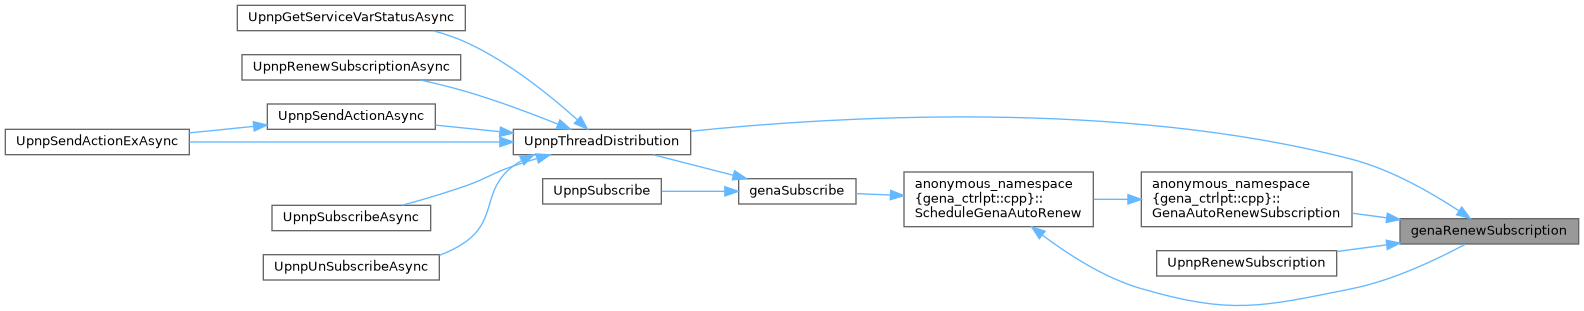 UpnpGetServiceVarStatusAsync
UpnpRenewSubscriptionAsync
UpnpSendActionAsync
UpnpSendActionExAsync
UpnpThreadDistribution
UpnpSubscribeAsync
UpnpUnSubscribeAsync
UpnpSubscribe
genaSubscribe
anonymous_namespace
{gena_ctrlpt::cpp}::
ScheduleGenaAutoRenew
anonymous_namespace
{gena_ctrlpt::cpp}::
GenaAutoRenewSubscription
UpnpRenewSubscription
genaRenewSubscription